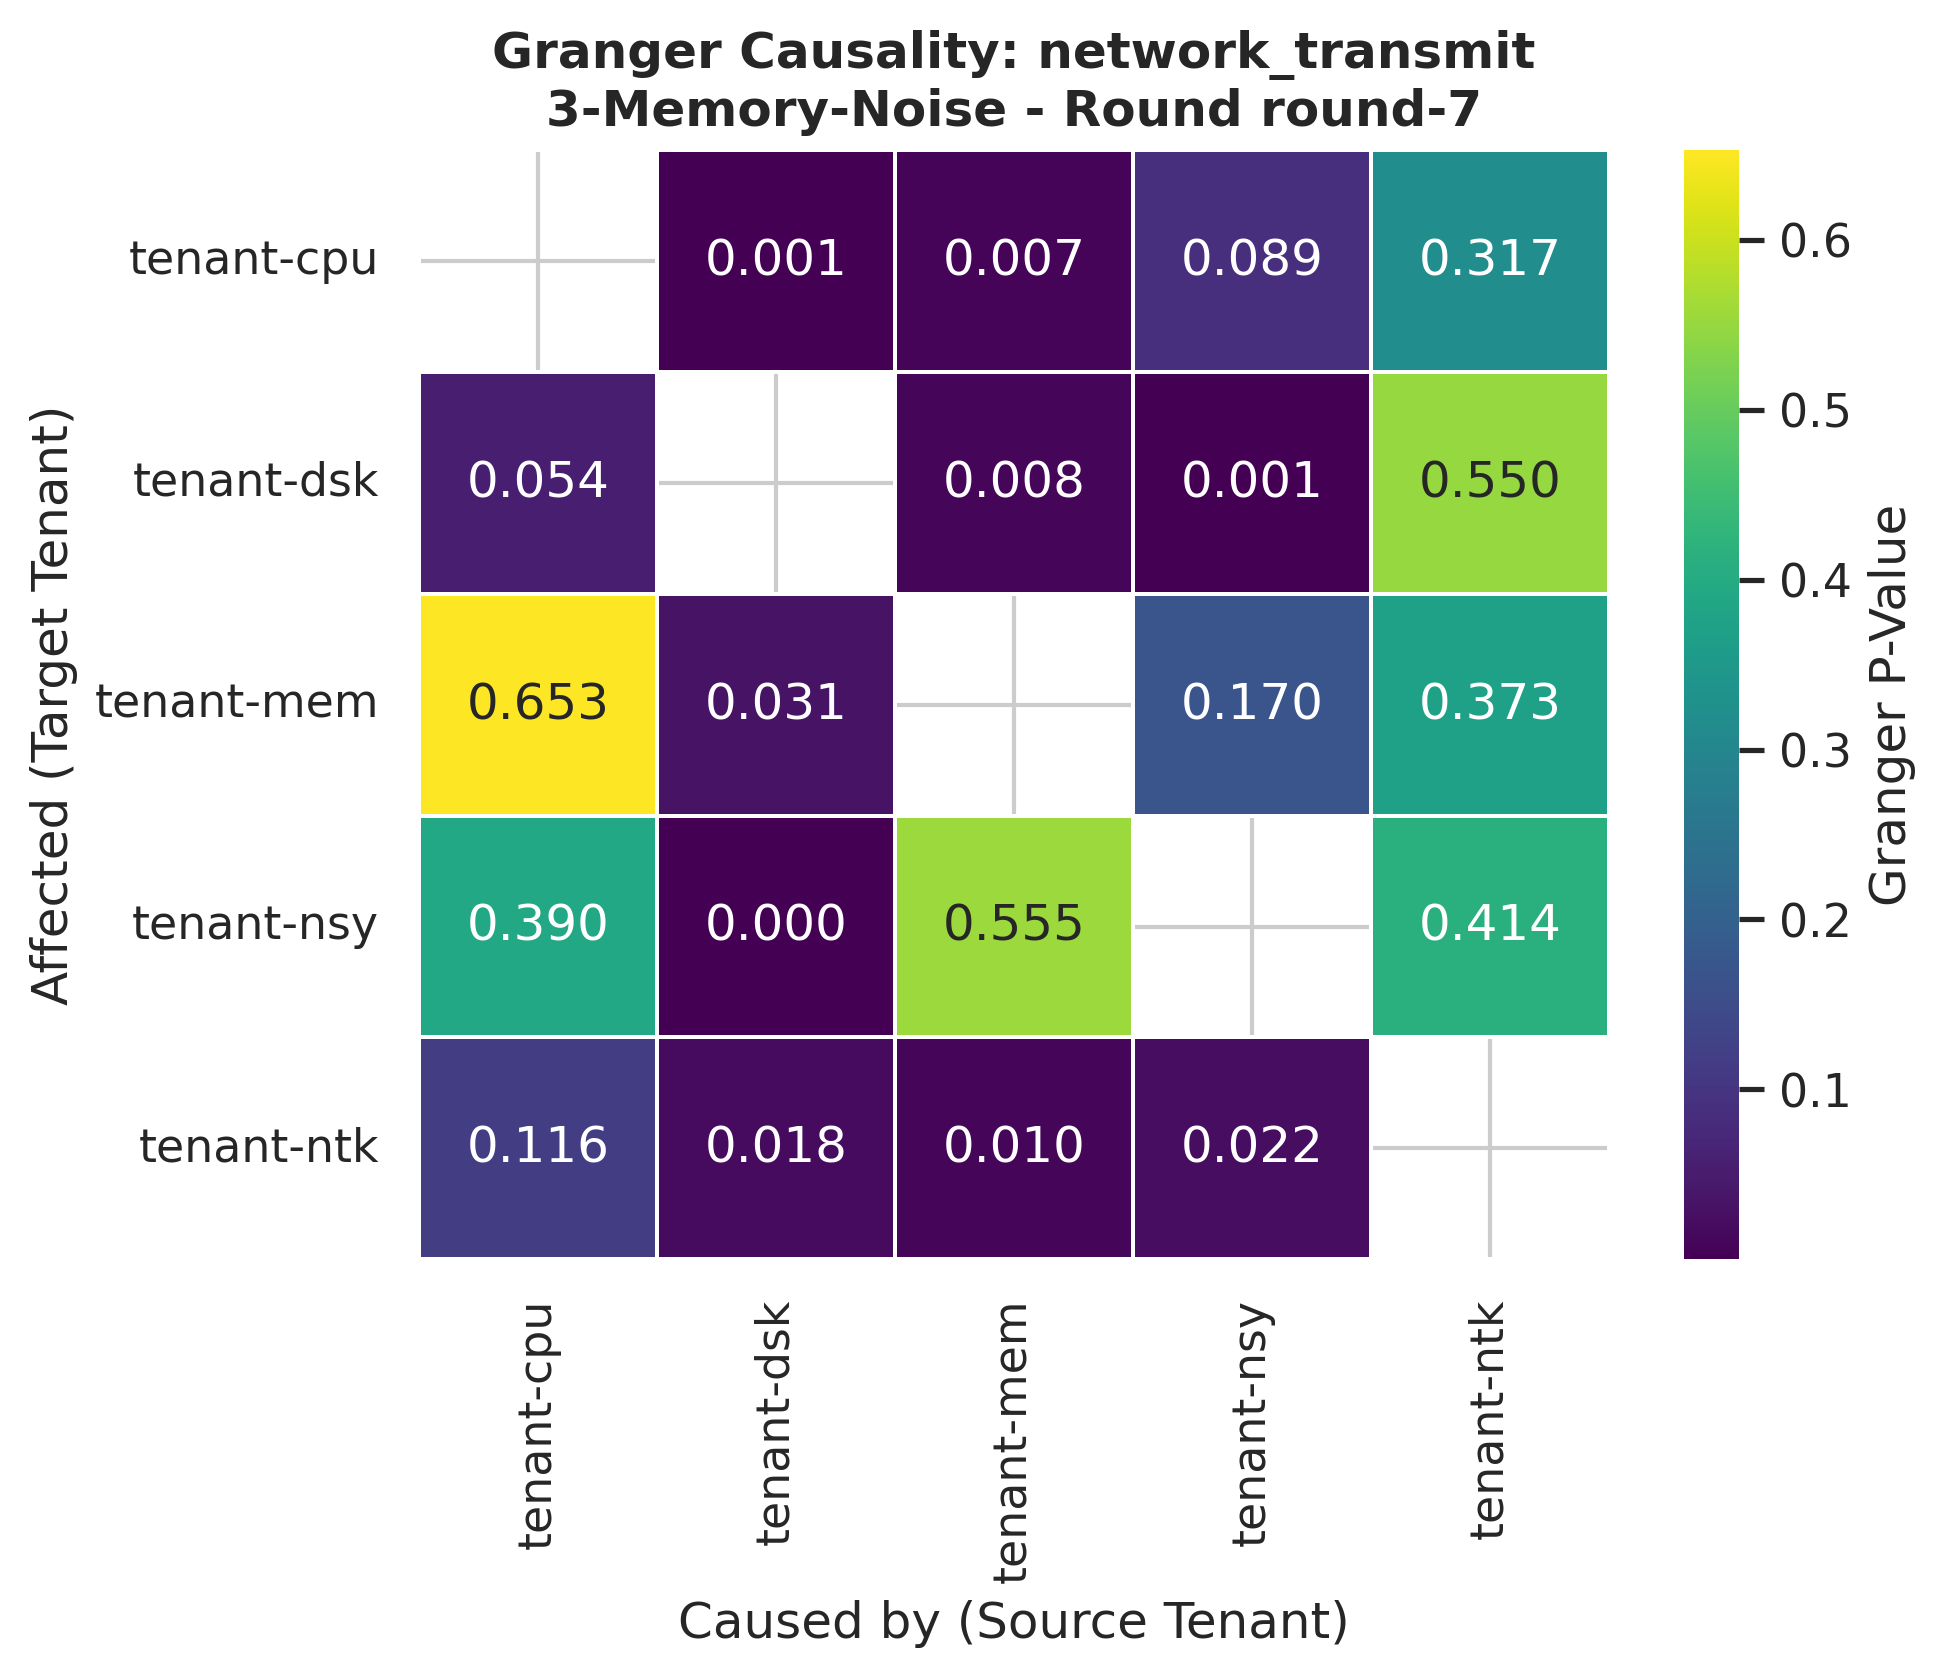 Granger Causality: network_transmit
3-Memory-Noise - Round round-7
Affected (Target Tenant)
tenant-cpu 0.001 0.007 0.089 0.317
tenant-dsk 0.054 0.008 0.001 0.550
tenant-mem 0.653 0.031 0.170 0.373
tenant-nsy 0.390 0.000 0.555 0.414
tenant-ntk 0.116 0.018 0.010 0.022
tenant-cpu tenant-dsk tenant-mem tenant-nsy tenant-ntk
Caused by (Source Tenant)
0.6
0.5
0.4
0.3
0.2
0.1
Granger P-Value